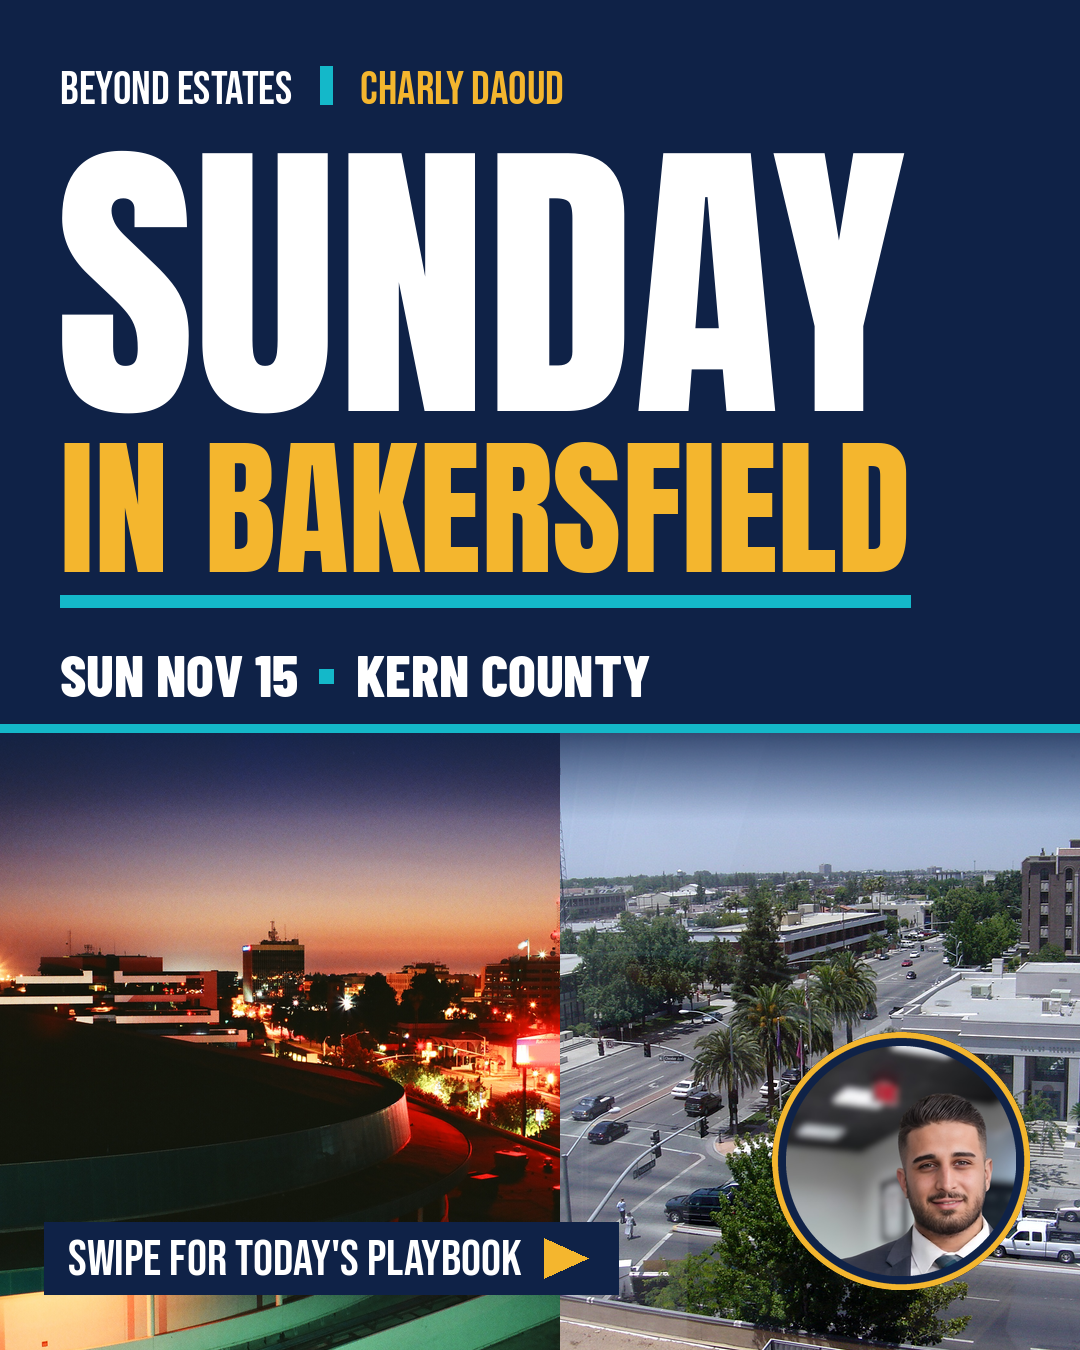 BEYOND ESTATES CHARLY DAOUD
SUNDAY
IN BAKERSFIELD
SUN NOV 15 ▪ KERN COUNTY
SWIPE FOR TODAY'S PLAYBOOK